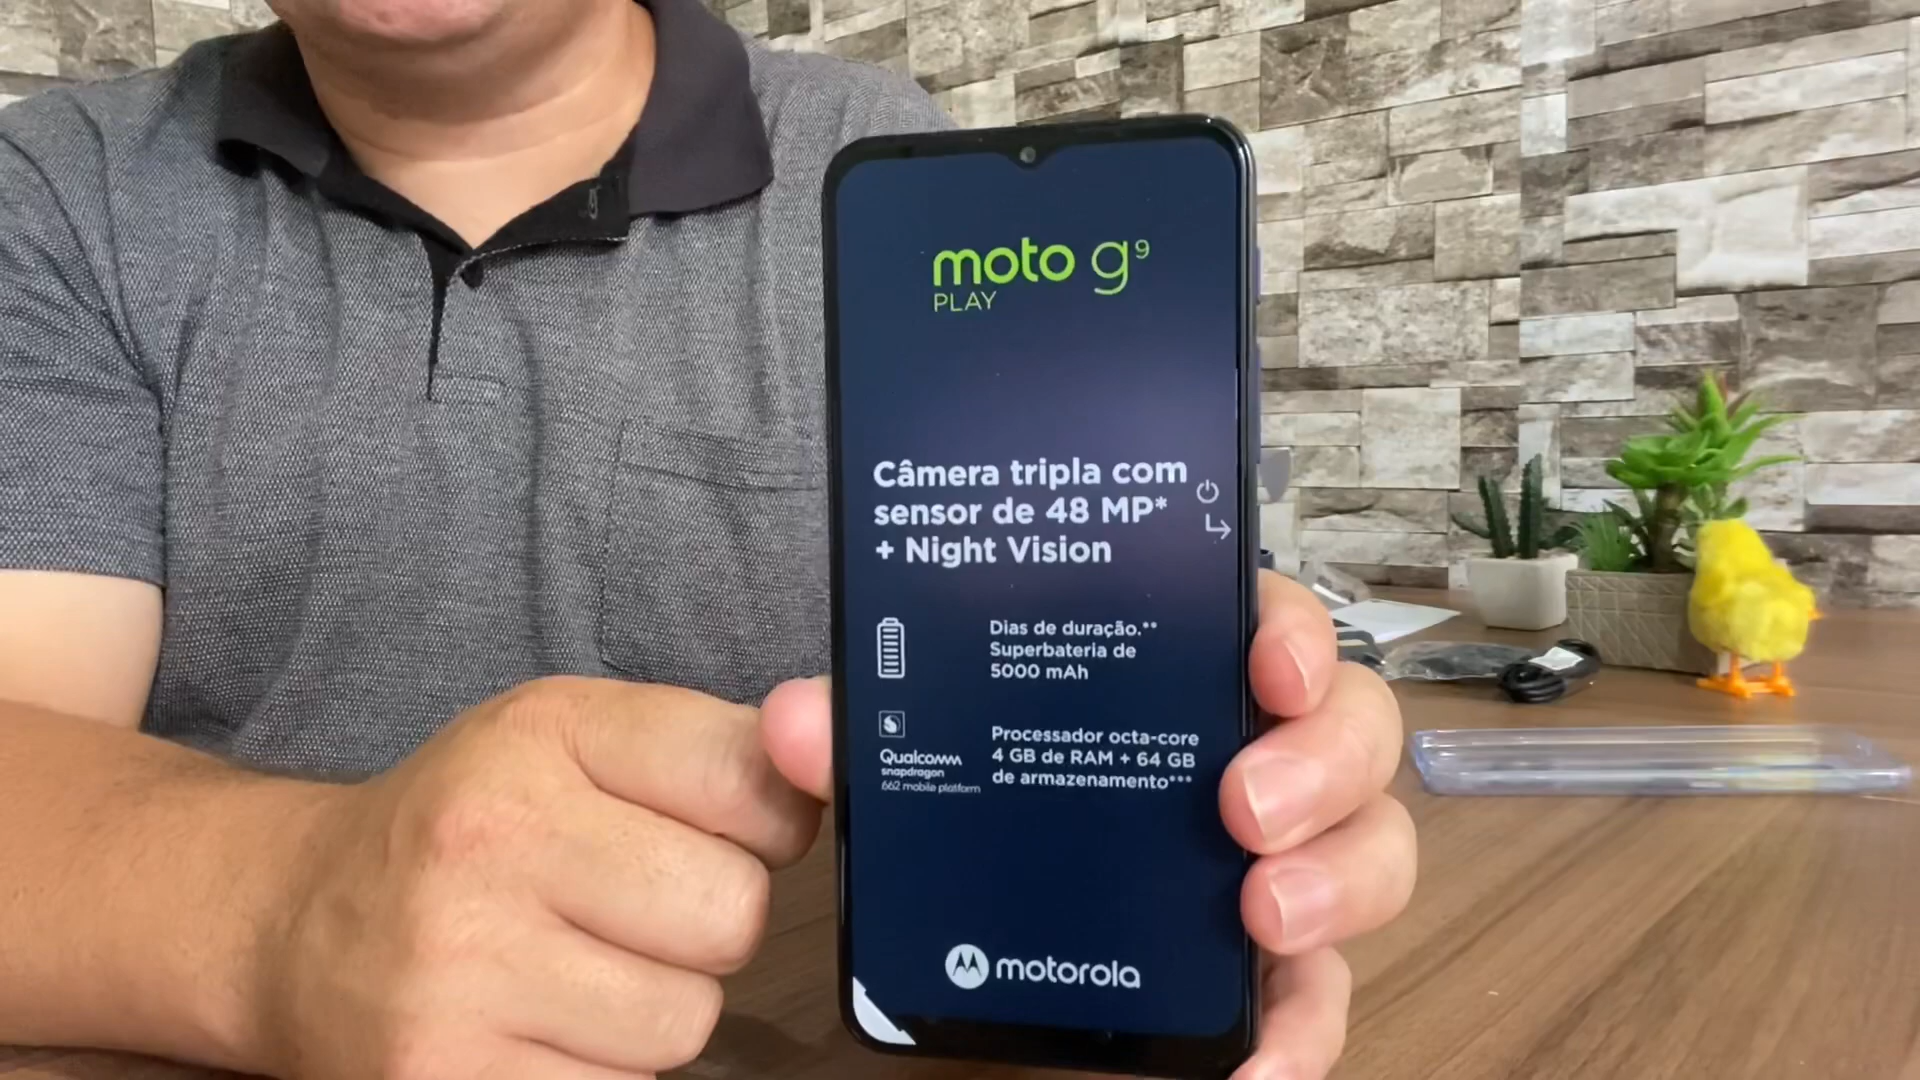 moto g⁹
PLAY
Câmera tripla com
sensor de 48 MP*
+ Night Vision
Dias de duração.**
Superbateria de
5000 mAh
Qualcomm
snapdragon
662 mobile platform
Processador octa-core
4 GB de RAM + 64 GB
de armazenamento***
motorola